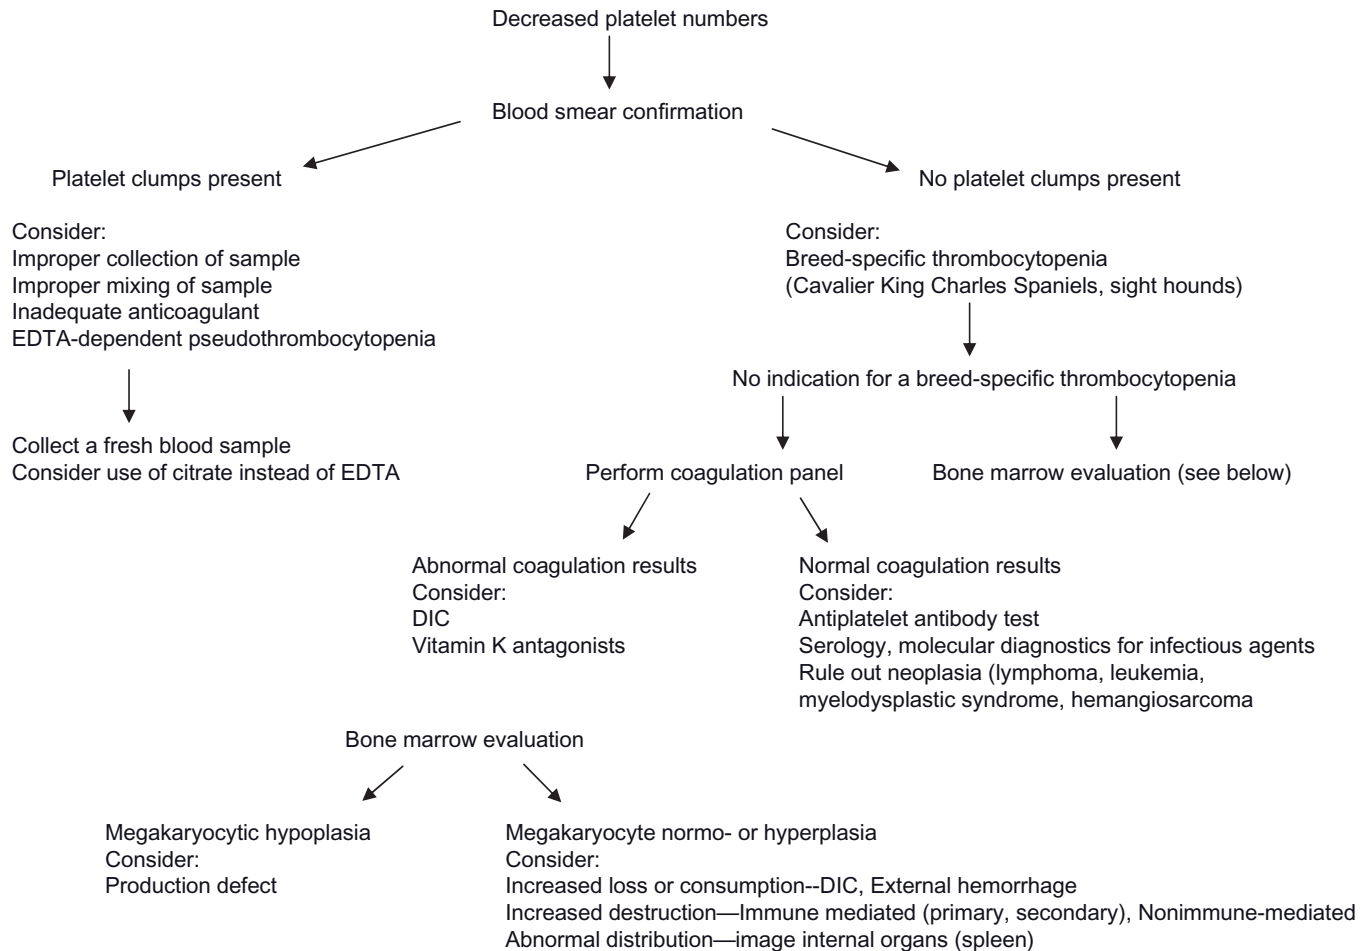 Decreased platelet numbers
Blood smear confirmation
Platelet clumps present
No platelet clumps present
Consider:
Improper collection of sample
Improper mixing of sample
Inadequate anticoagulant
EDTA-dependent pseudothrombocytopenia
Consider:
Breed-specific thrombocytopenia
(Cavalier King Charles Spaniels, sight hounds)
No indication for a breed-specific thrombocytopenia
Collect a fresh blood sample
Consider use of citrate instead of EDTA
Perform coagulation panel
Bone marrow evaluation (see below)
Abnormal coagulation results
Consider:
DIC
Vitamin K antagonists
Normal coagulation results
Consider:
Antiplatelet antibody test
Serology, molecular diagnostics for infectious agents
Rule out neoplasia (lymphoma, leukemia,
myelodysplastic syndrome, hemangiosarcoma
Bone marrow evaluation
Megakaryocytic hypoplasia
Consider:
Production defect
Megakaryocyte normo- or hyperplasia
Consider:
Increased loss or consumption--DIC, External hemorrhage
Increased destruction—Immune mediated (primary, secondary), Nonimmune-mediated
Abnormal distribution—image internal organs (spleen)